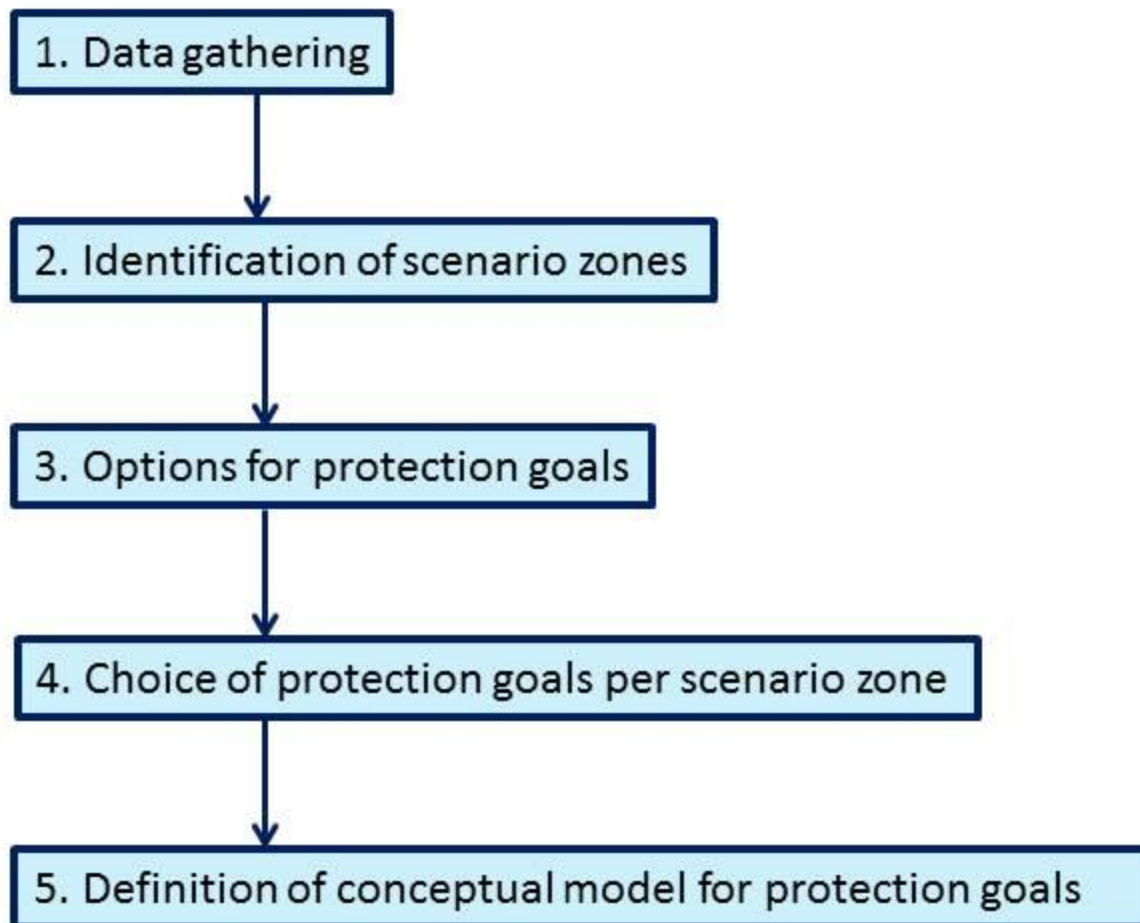 1. Data gathering
2. Identification of scenario zones
3. Options for protection goals
4. Choice of protection goals per scenario zone
5. Definition of conceptual model for protection goals